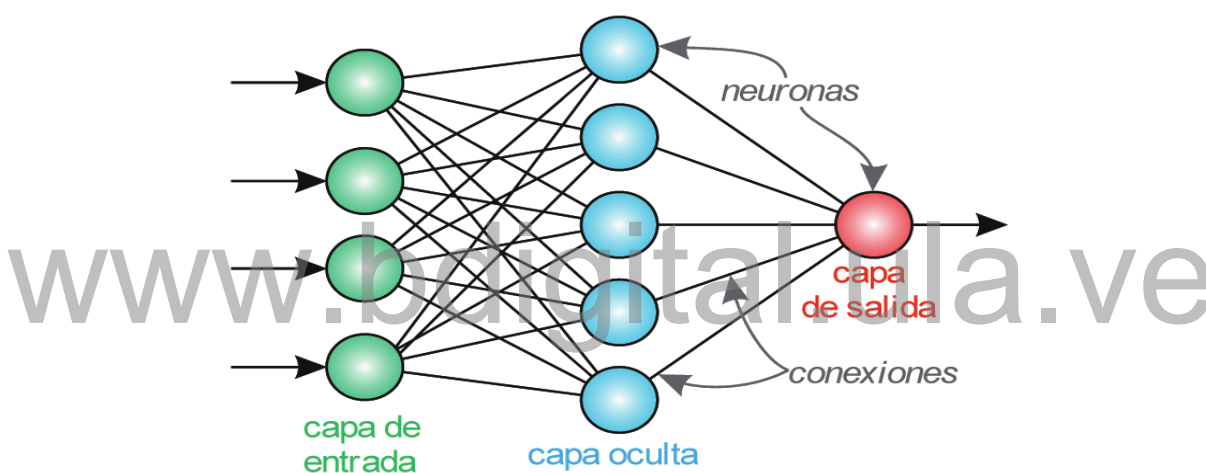 neuronas
www.bdigital.ula.ve
capa
de salida
conexiones
capa de
entrada
capa oculta